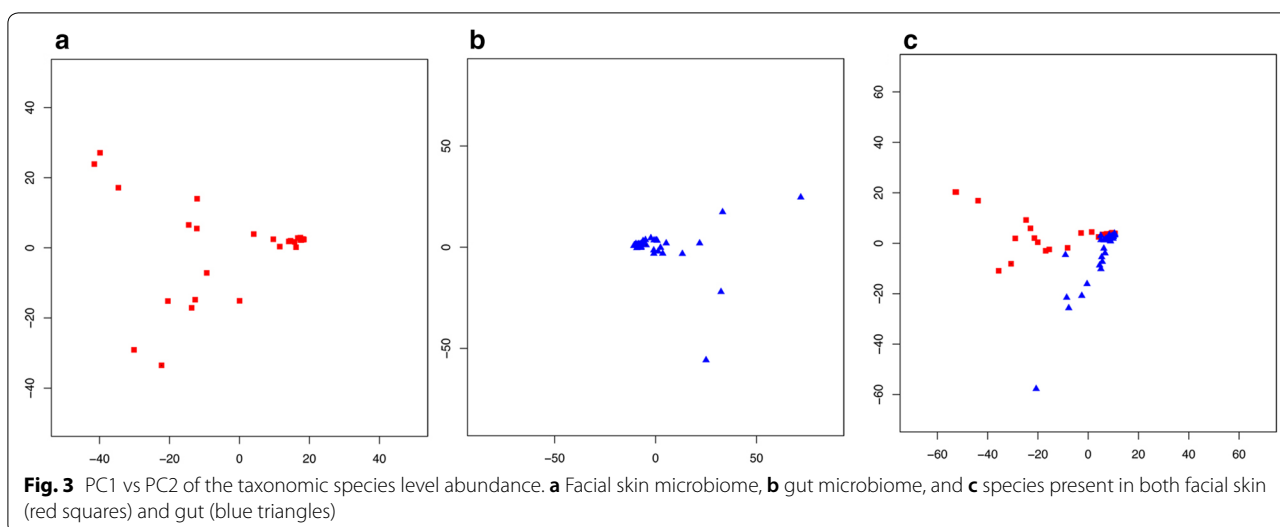 a
b
c
40
20
0
−20
−40
−40 −20 0 20 40
50
0
−50
−50 0 50
60
40
20
0
−20
−40
−60
−60 −40 −20 0 20 40 60
Fig. 3 PC1 vs PC2 of the taxonomic species level abundance. a Facial skin microbiome, b gut microbiome, and c species present in both facial skin
(red squares) and gut (blue triangles)